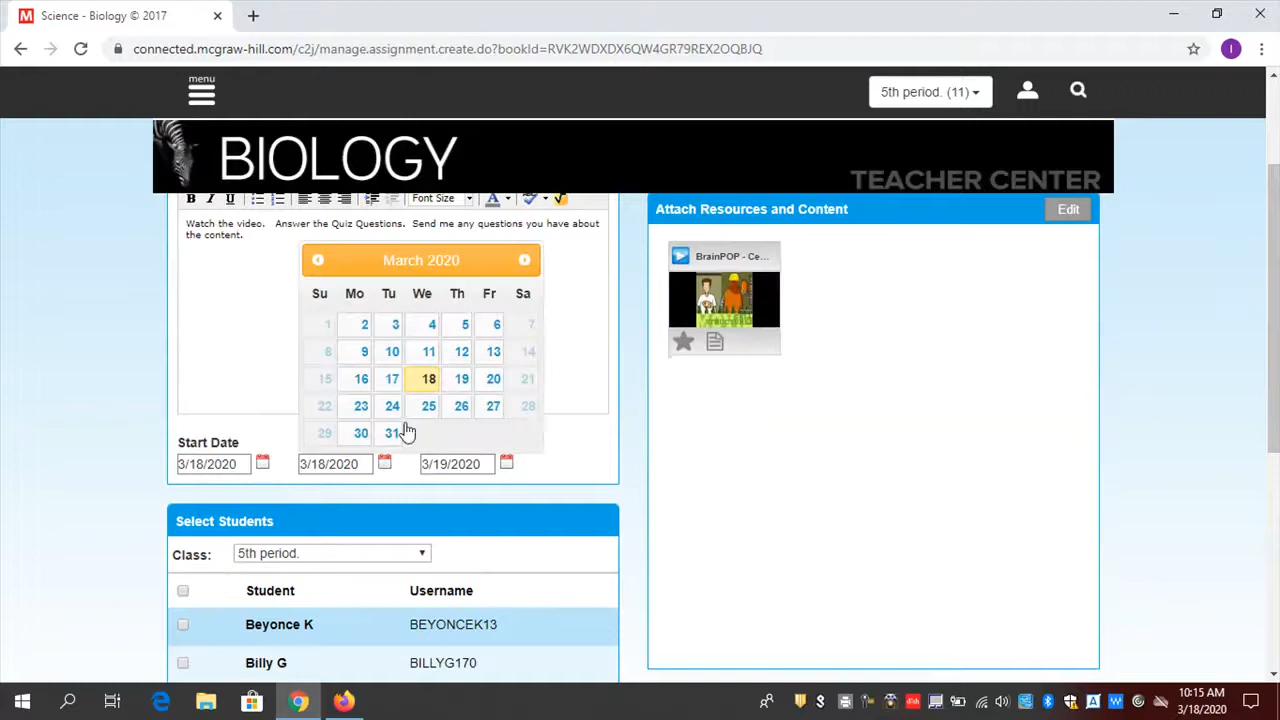 Science - Biology © 2017
connected.mcgraw-hill.com/c2j/manage.assignment.create.do?bookId=RVK2WDXDX6QW4GR79REX2OQBJQ
menu
5th period. (11)
BIOLOGY
TEACHER CENTER
B I U Font Size A
Attach Resources and Content Edit
Watch the video. Answer the Quiz Questions. Send me any questions you have about
the content.
BrainPOP - Ce...
March 2020
Su Mo Tu We Th Fr Sa
1 2 3 4 5 6 7
8 9 10 11 12 13 14
15 16 17 18 19 20 21
22 23 24 25 26 27 28
29 30 31
Start Date
3/18/2020 3/18/2020 3/19/2020
Select Students
Class: 5th period.
Student Username
Beyonce K BEYONCEK13
Billy G BILLYG170
10:15 AM
3/18/2020